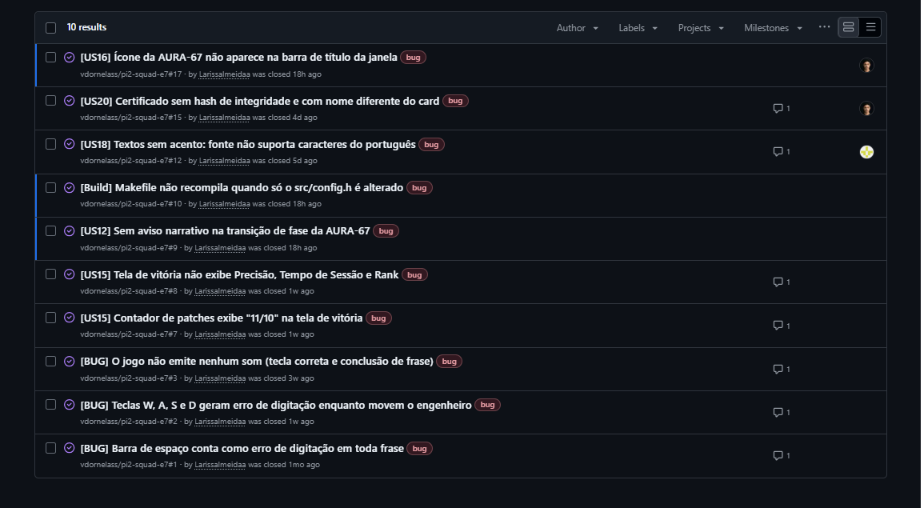 10 results Author Labels Projects Milestones
[US16] Ícone da AURA-67 não aparece na barra de título da janela bug
vdornelass/pi2-squad-e7#17 · by Larissalmeidaa was closed 18h ago
[US20] Certificado sem hash de integridade e com nome diferente do card bug
vdornelass/pi2-squad-e7#15 · by Larissalmeidaa was closed 4d ago 1
[US18] Textos sem acento: fonte não suporta caracteres do português bug
vdornelass/pi2-squad-e7#12 · by Larissalmeidaa was closed 5d ago 1
[Build] Makefile não recompila quando só o src/config.h é alterado bug
vdornelass/pi2-squad-e7#10 · by Larissalmeidaa was closed 18h ago
[US12] Sem aviso narrativo na transição de fase da AURA-67 bug
vdornelass/pi2-squad-e7#9 · by Larissalmeidaa was closed 18h ago
[US15] Tela de vitória não exibe Precisão, Tempo de Sessão e Rank bug
vdornelass/pi2-squad-e7#8 · by Larissalmeidaa was closed 1w ago 1
[US15] Contador de patches exibe "11/10" na tela de vitória bug
vdornelass/pi2-squad-e7#7 · by Larissalmeidaa was closed 1w ago 1
[BUG] O jogo não emite nenhum som (tecla correta e conclusão de frase) bug
vdornelass/pi2-squad-e7#3 · by Larissalmeidaa was closed 3w ago 1
[BUG] Teclas W, A, S e D geram erro de digitação enquanto movem o engenheiro bug
vdornelass/pi2-squad-e7#2 · by Larissalmeidaa was closed 1w ago 1
[BUG] Barra de espaço conta como erro de digitação em toda frase bug
vdornelass/pi2-squad-e7#1 · by Larissalmeidaa was closed 1mo ago 1